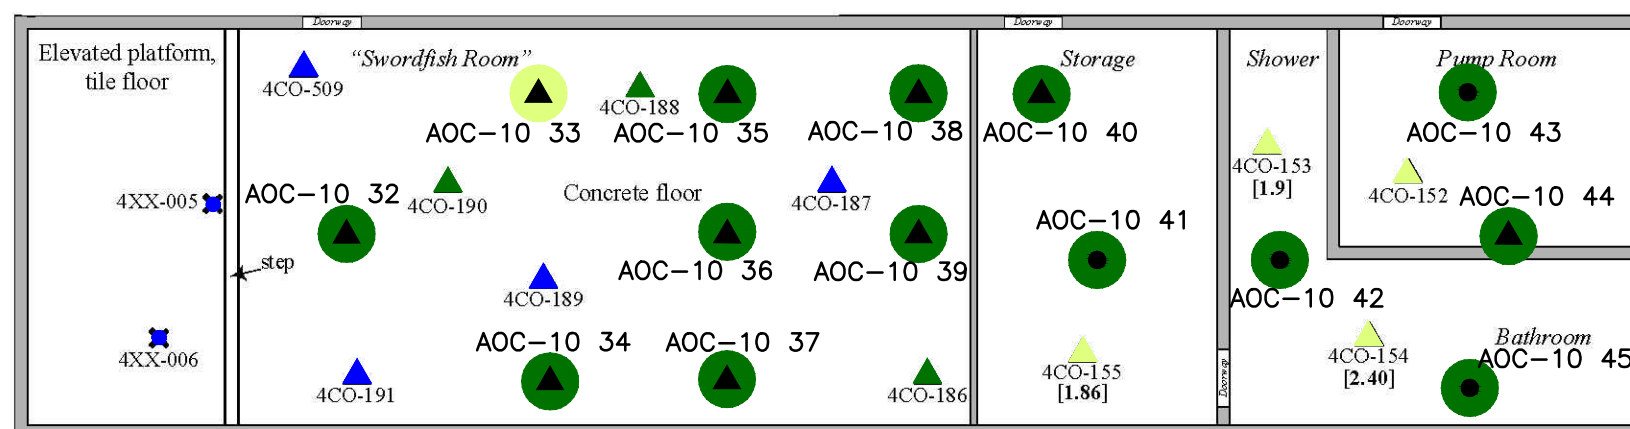 Doorway
Doorway
Doorway
Elevated platform,
tile floor
4CO-509
“Swordfish Room”
4CO-188
AOC-10 33
AOC-10 35
AOC-10 38
Storage
AOC-10 40
Shower
Pump Room
AOC-10 43
4CO-153
[1.9]
4CO-152
AOC-10 44
4XX-005
AOC-10 32
4CO-190
Concrete floor
4CO-187
AOC-10 41
step
4CO-189
AOC-10 36
AOC-10 39
AOC-10 42
4XX-006
4CO-191
AOC-10 34
AOC-10 37
4CO-186
4CO-155
[1.86]
Doorway
4CO-154
[2.40]
Bathroom
AOC-10 45